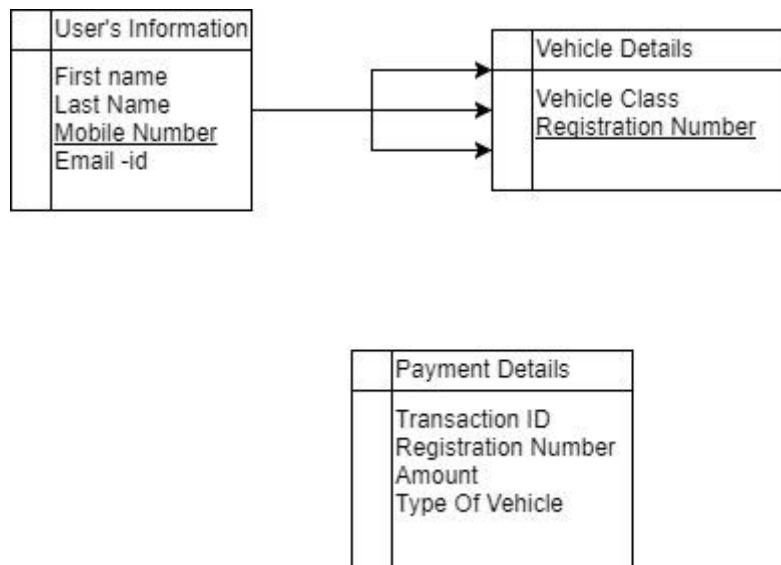 User's Information
First name
Last Name
Mobile Number
Email -id
Vehicle Details
Vehicle Class
Registration Number
Payment Details
Transaction ID
Registration Number
Amount
Type Of Vehicle